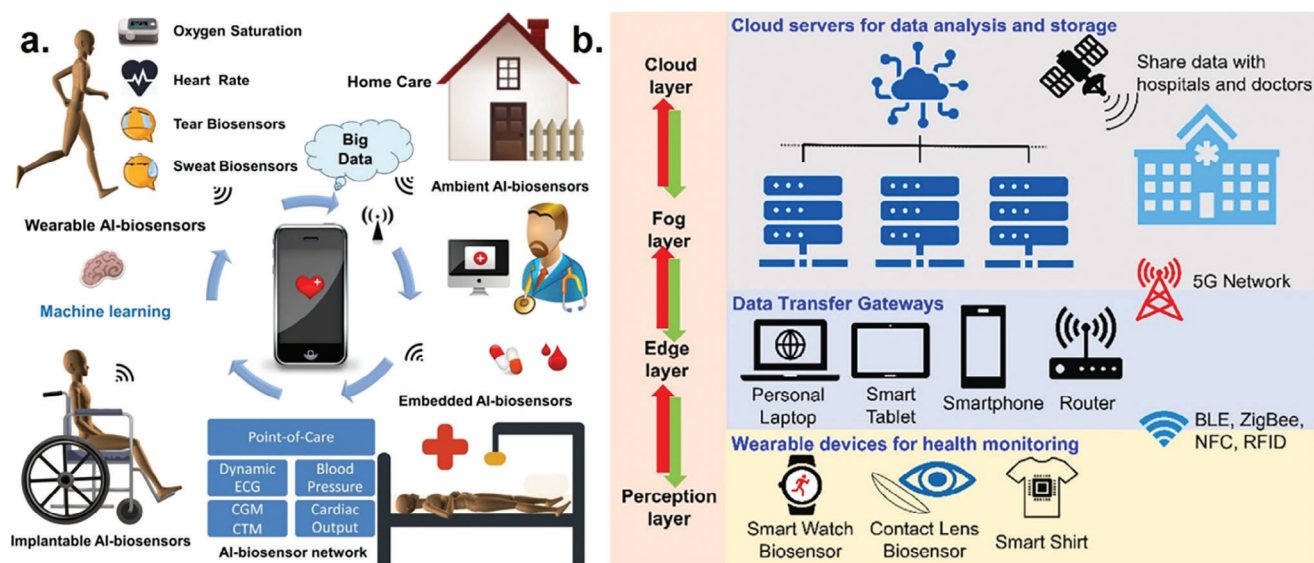 a.
Oxygen Saturation
Heart Rate
Tear Biosensors
Sweat Biosensors
Wearable AI-biosensors
Machine learning
Implantable AI-biosensors
Big
Data
Home Care
Ambient AI-biosensors
Embedded AI-biosensors
Point-of-Care
Dynamic
ECG
Blood
Pressure
CGM
CTM
Cardiac
Output
AI-biosensor network
b.
Cloud
layer
Fog
layer
Edge
layer
Perception
layer
Cloud servers for data analysis and storage
Share data with
hospitals and doctors
5G Network
Data Transfer Gateways
Personal
Laptop
Smart
Tablet
Smartphone
Router
BLE, ZigBee,
NFC, RFID
Wearable devices for health monitoring
Smart Watch
Biosensor
Contact Lens
Biosensor
Smart Shirt